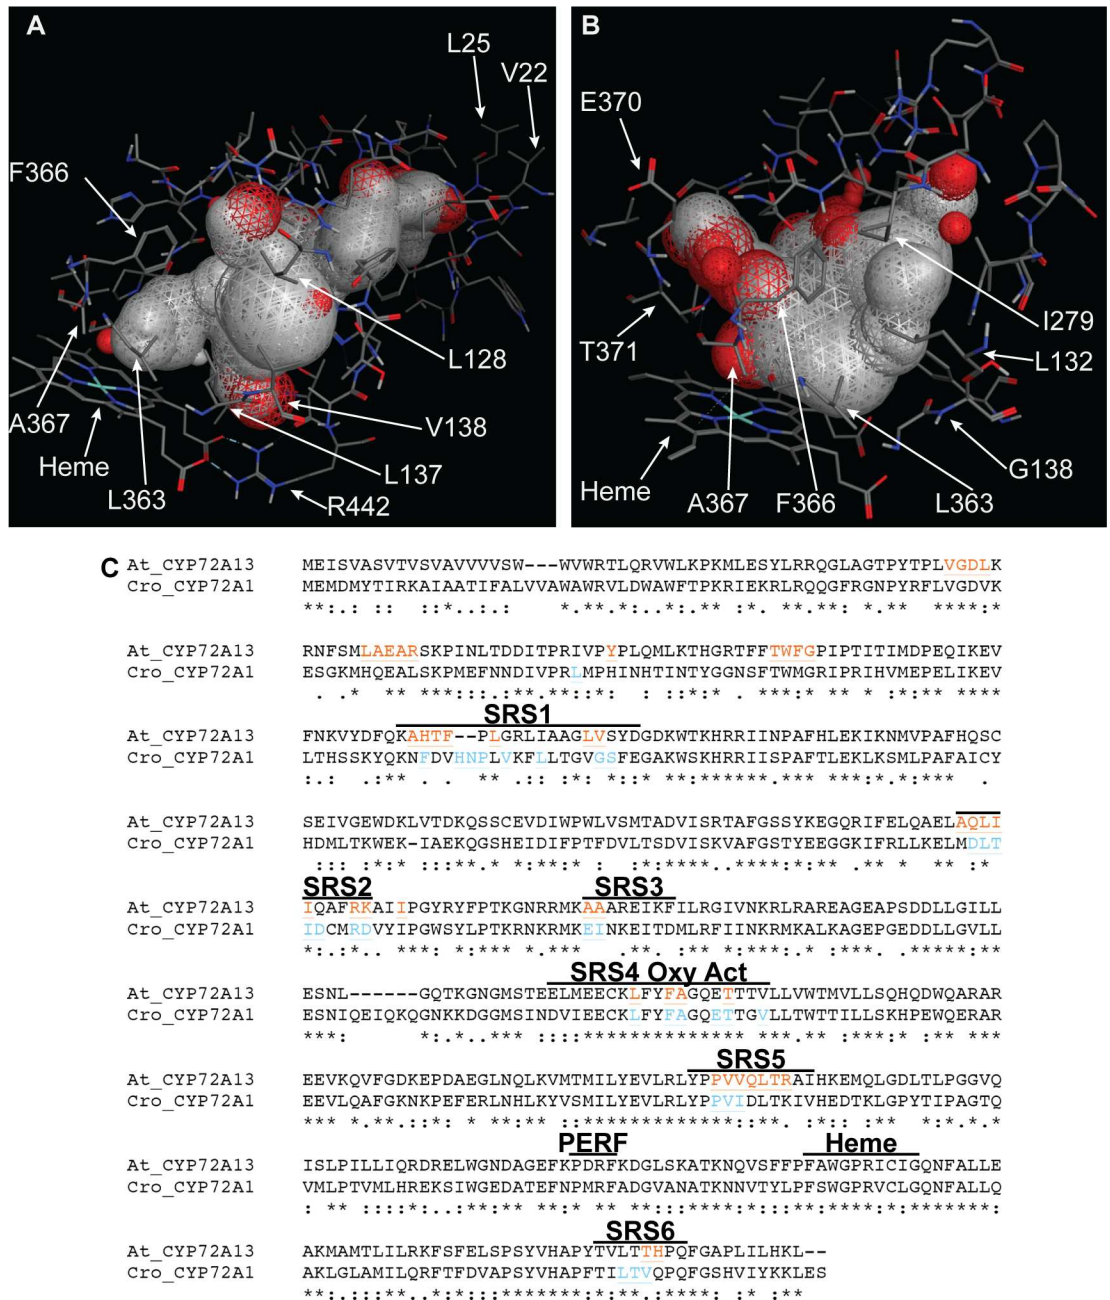 A
L25
V22
F366
L128
V138
A367
Heme
L137
L363
R442
B
E370
T371
I279
L132
G138
Heme
A367
F366
L363
C
At_CYP72A13 MEISVASVTVSVAVVVVSW---WVWRTLQRVWLKPKMLESYLRRQGLAGTPYTPLVGDLK
Cro_CYP72A1 MEMDMYTIRKAIAATIFALVVAWAWRVLDWAWFTPKRIEKRLRQQGFRGNPYRFLVGDVK
**:.: :: ::*..:.: *.**.*: .*:.** :*. **:**: *.** ****:*
At_CYP72A13 RNFSMLAEARSKPINLTDDITPRIVPYPLQMLKTHGRTFFTWFGPIPTITIMDPEQIKEV
Cro_CYP72A1 ESGKMHQEALSKPMEFNNDIVPRLMPHINHTINTYGGNSFTWMGRIPRIHVMEPELIKEV
. .* ** ***:::.:**.**::*: : ::*:* . ***:* ** * :*:** ****
SRS1
At_CYP72A13 FNKVYDFQKAHTF--PLGRLIAAGLVSYDGDKWTKHRRIINPAFHLEKIKNMVPAFHQSC
Cro_CYP72A1 LTHSSKYQKNFDVHNPLVKFLLTGVGSFEGAKWSKHRRIISPAFTLEKLKSMLPAFAICY
:.: .:** . ** ::: :*: *::* **:******.*** ***:*.*:*** .
At_CYP72A13 SEIVGEWDKLVTDKQSSCEVDIWPWLVSMTADVISRTAFGSSYKEGQRIFELQAELAQLI
Cro_CYP72A1 HDMLTKWEK-IAEKQGSHEIDIFPTFDVLTSDVISKVAFGSTYEEGGKIFRLLKELMDLT
::: :*:* :::**.* *:**:* : :*:****:.****:*:** :**.* ** :*
SRS2
SRS3
At_CYP72A13 IQAFRKAIIPGYRYFPTKGNRRMKAAAREIKFILRGIVNKRLRAREAGEAPSDDLLGILL
Cro_CYP72A1 IDCMRDVYIPGWSYLPTKRNKRMKEINKEITDMLRFIINKRMKALKAGEPGEDDLLGVLL
*:.:*.. ***: *:*** *:*** :**. :** *:***::* :***. .*****:**
SRS4 Oxy Act
At_CYP72A13 ESNL------GQTKGNGMSTEELMEECKLFYFAGQETTTVLLVWTMVLLSQHQDWQARAR
Cro_CYP72A1 ESNIQEIQKQGNKKDGGMSINDVIEECKLFYFAGQETTGVLLTWTTILLSKHPEWQERAR
***: *:.*..*** :::************** ***.** :***:* :** ***
SRS5
At_CYP72A13 EEVKQVFGDKEPDAEGLNQLKVMTMILYEVLRLYPPVVQLTRAIHKEMQLGDLTLPGGVQ
Cro_CYP72A1 EEVLQAFGKNKPEFERLNHLKYVSMILYEVLRLYPPVIDLTKIVHEDTKLGPYTIPAGTQ
*** *.**.::*: * **:** ::*************::**: :*:: :** *:*.*.*
PERF
Heme
At_CYP72A13 ISLPILLIQRDRELWGNDAGEFKPDRFKDGLSKATKNQVSFFPFAWGPRICIGQNFALLE
Cro_CYP72A1 VMLPTVMLHREKSIWGEDATEFNPMRFADGVANATKNNVTYLPFSWGPRVCLGQNFALLQ
: ** ::::*::.:**:** **:* ** **:::****:*:::**:****:*:*******:
SRS6
At_CYP72A13 AKMAMTLILRKFSFELSPSYVHAPYTVLTTHPQFGAPLILHKL--
Cro_CYP72A1 AKLGLAMILQRFTFDVAPSYVHAPFTILTVQPQFGSHVIYKKLES
**:.:::**::*:*:::*******:*:**.:****: :* :**